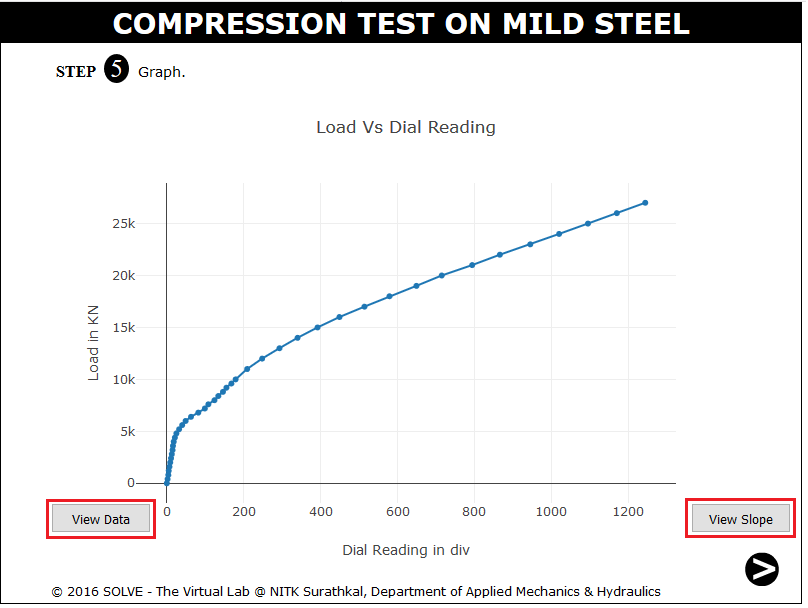 COMPRESSION TEST ON MILD STEEL
STEP 5 Graph.
Load Vs Dial Reading
25k
20k
15k
10k
5k
0
Load in KN
0 200 400 600 800 1000 1200
View Data
View Slope
Dial Reading in div
>
© 2016 SOLVE - The Virtual Lab @ NITK Surathkal, Department of Applied Mechanics & Hydraulics